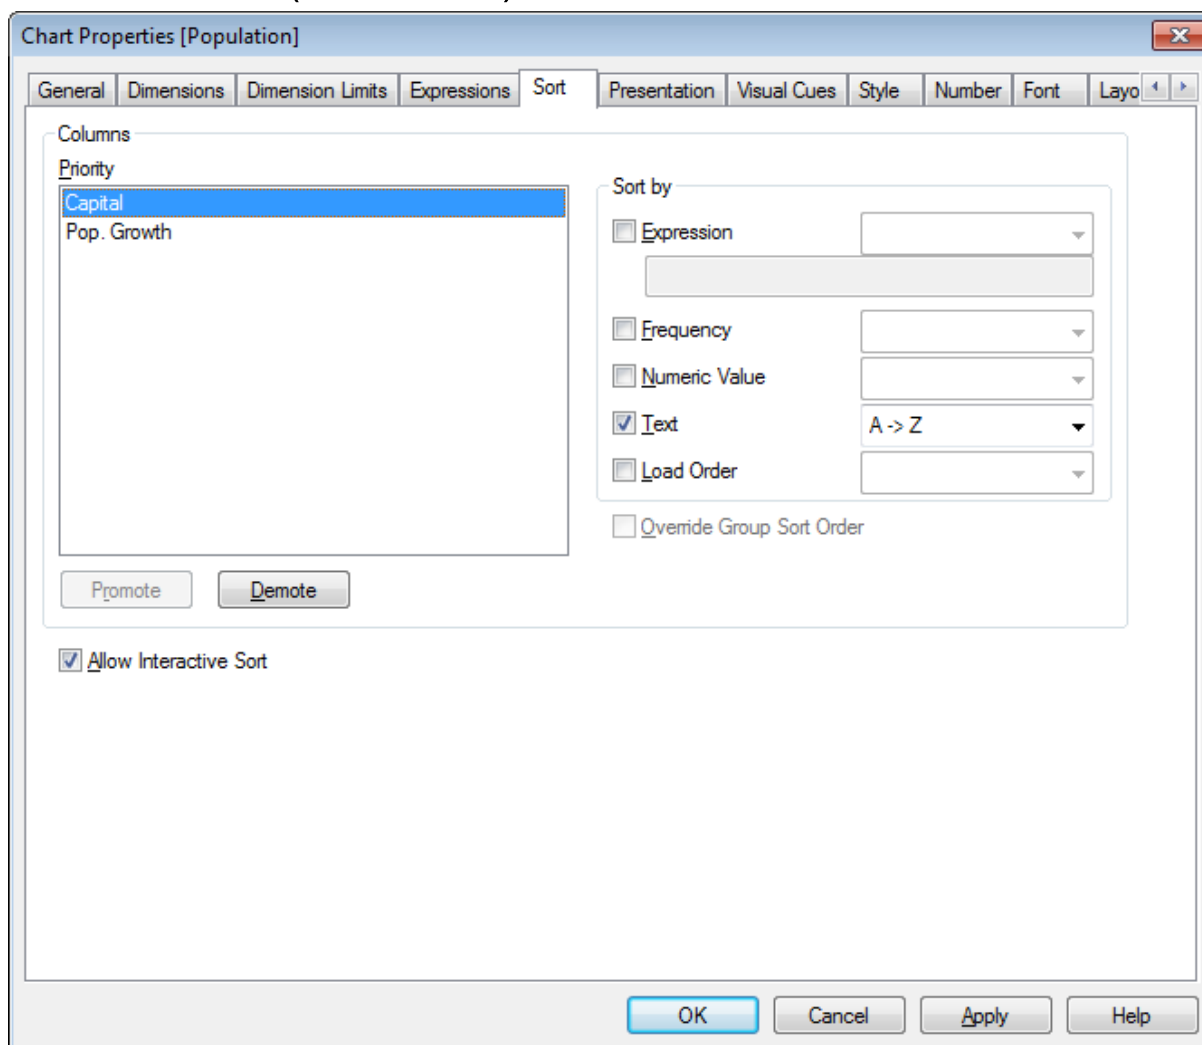 Chart Properties [Population]
General Dimensions Dimension Limits Expressions Sort Presentation Visual Cues Style Number Font Layo
Columns
Priority
Capital
Pop. Growth
Sort by
Expression
Frequency
Numeric Value
Text A -> Z
Load Order
Override Group Sort Order
Promote Demote
Allow Interactive Sort
OK Cancel Apply Help